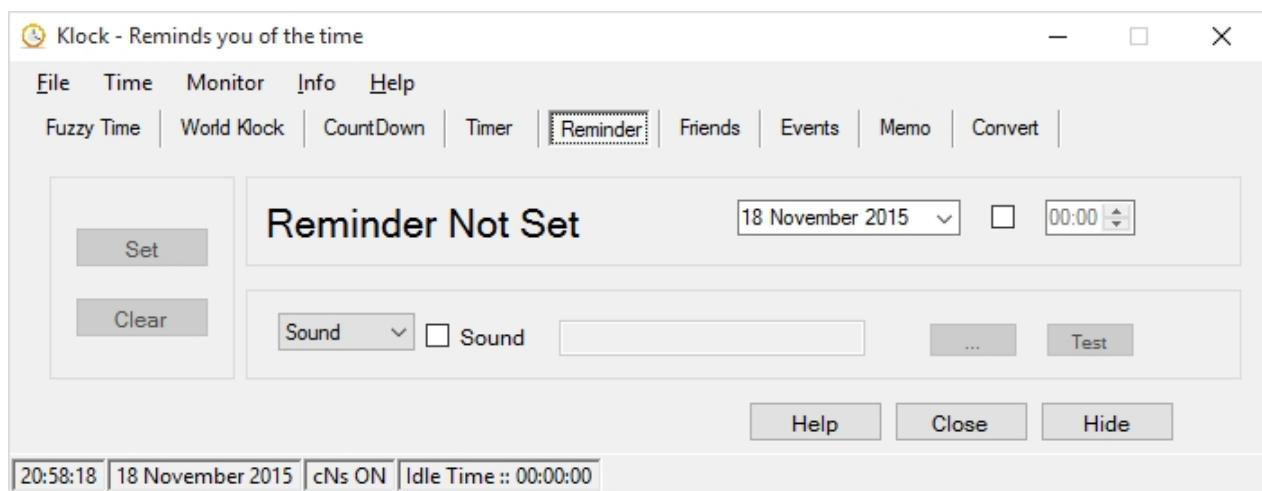 Klock - Reminds you of the time
File Time Monitor Info Help
Fuzzy Time World Klock CountDown Timer Reminder Friends Events Memo Convert
Set
Clear
Reminder Not Set 18 November 2015 00:00
Sound Sound ... Test
Help Close Hide
20:58:18 18 November 2015 cNs ON Idle Time :: 00:00:00